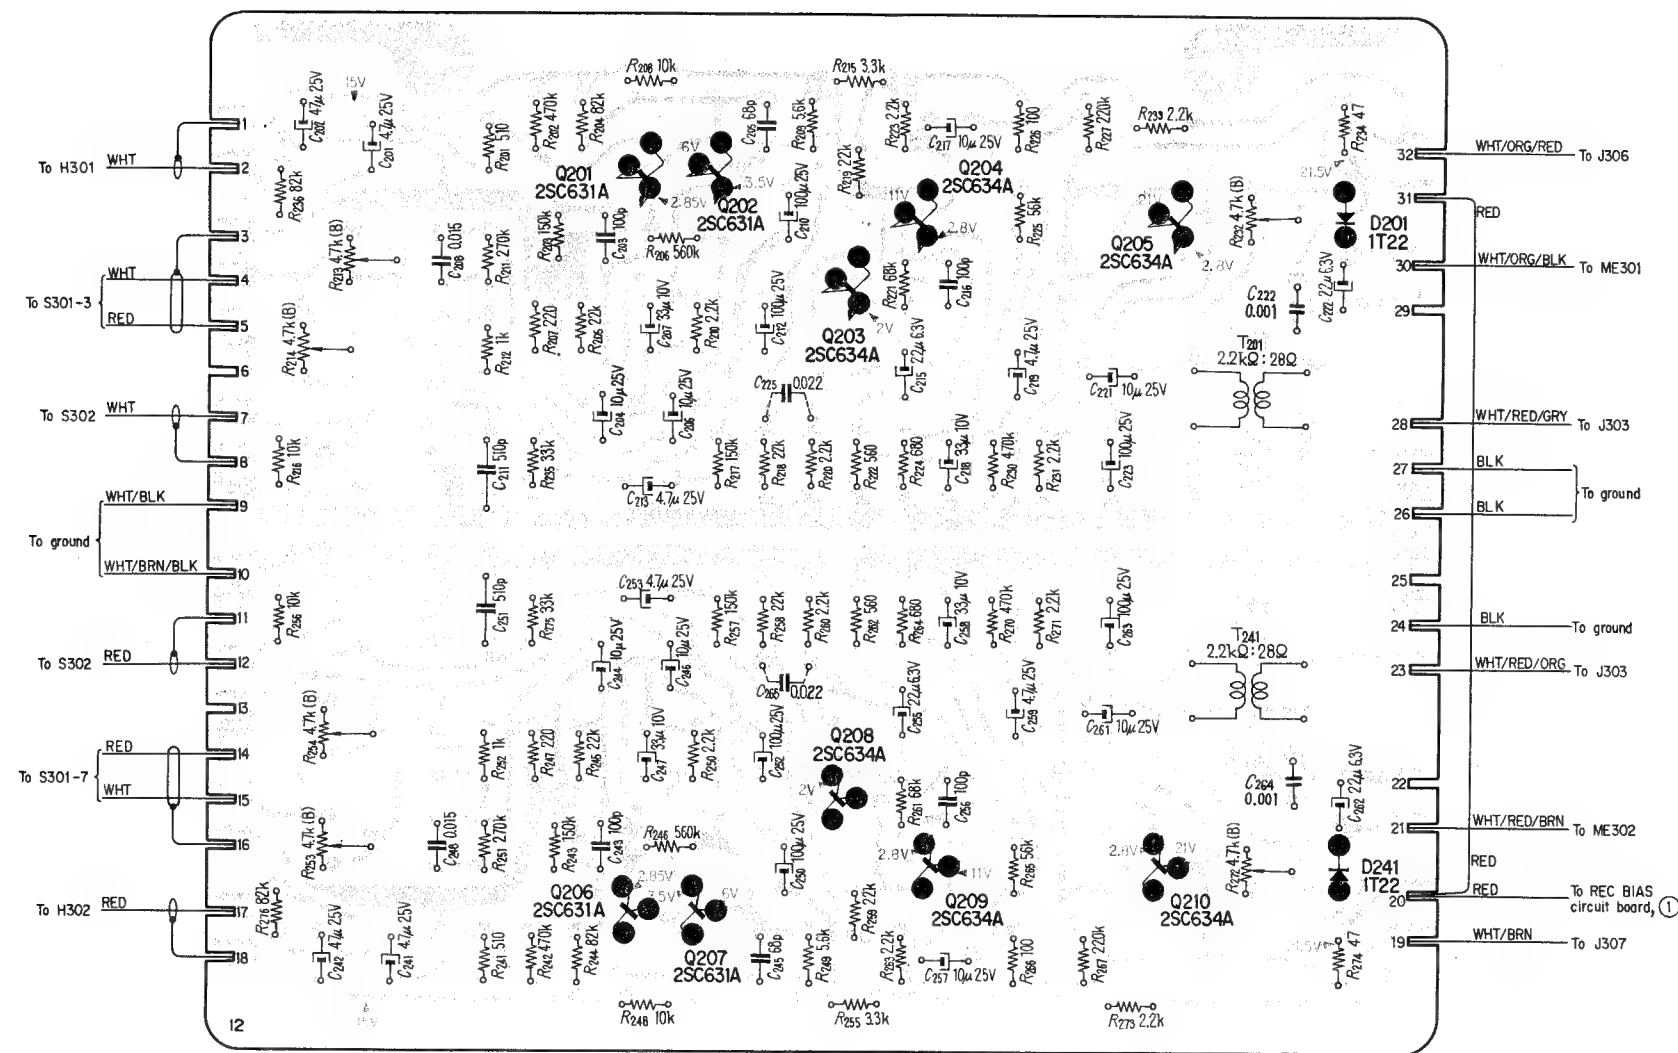 R208 10k
R215 3.3k
15V
C202 47μ 25V
C201 4.7μ 25V
R201 510
R202 470k
R204 82k
C205 68p
R209 5.6k
R223 2.2k
C217 10μ 25V
R226 100
R227 220k
R233 2.2k
R234 47
1
To H301 WHT
2
R236 82k
Q201
2SC631A
6V
3.5V
2.85V
Q202
2SC631A
C210 100μ 25V
R219 22k
11V
Q204
2SC634A
2.8V
R225 56k
21V
Q205
2SC634A
2.8V
R232 4.7k(B)
21.5V
D201
1T22
32
WHT/ORG/RED
To J306
31
RED
3
R213 4.7k(B)
C208 0.015
R211 270k
R203 150k
C203 100p
R206 560k
R221 68k
C216 100p
C222 22μ 6.3V
30
WHT/ORG/BLK
To ME301
To S301-3
WHT
4
RED
5
R214 4.7k(B)
R212 1k
R207 220
R205 22k
C207 33μ 10V
R210 2.2k
C212 100μ 25V
Q203
2SC634A
2V
C215 22μ 6.3V
C219 4.7μ 25V
C222
0.001
29
T201
2.2kΩ:28Ω
6
C204 10μ 25V
C206 10μ 25V
C225 0.022
C221 10μ 25V
To S302 WHT
7
28
WHT/RED/GRY
To J303
8
R216 10k
C211 510p
R235 33k
C213 4.7μ 25V
R217 150k
R218 22k
R220 2.2k
R222 560
R224 680
C218 33μ 10V
R230 470k
R231 2.2k
C223 100μ 25V
27
BLK
To ground
26
BLK
WHT/BLK
9
To ground
WHT/BRN/BLK
10
25
R256 10k
C251 510p
R275 33k
C253 4.7μ 25V
R257 150k
R258 22k
R260 2.2k
R262 560
R264 680
C258 33μ 10V
R270 470k
R271 2.2k
C263 100μ 25V
11
24
BLK
To ground
To S302 RED
12
C244 10μ 25V
C246 10μ 25V
C265 0.022
T241
2.2kΩ:28Ω
23
WHT/RED/ORG
To J303
13
R254 4.7k(B)
C255 22μ 6.3V
C259 4.7μ 25V
C261 10μ 25V
To S301-7
RED
14
WHT
15
R252 1k
R247 220
R245 22k
C247 33μ 10V
R250 2.2k
C252 100μ 25V
Q208
2SC634A
2V
R261 68k
C256 100p
C264
0.001
C262 22μ 6.3V
22
R253 4.7k(B)
16
C248 0.015
R251 270k
R243 150k
C243 100p
R246 560k
C250 100μ 25V
2.8V
11V
R265 56k
2.8V
21V
R272 4.7k(B)
21
WHT/RED/BRN
To ME302
RED
D241
1T22
RED
20
To REC BIAS
circuit board, ①
To H302 RED
17
R276 82k
Q206
2SC631A
2.85V
3.5V
6V
R259 22k
Q209
2SC634A
Q210
2SC634A
18
C242 47μ 25V
C241 4.7μ 25V
R241 510
R242 470k
R244 82k
Q207
2SC631A
C245 68p
R249 5.6k
R263 2.2k
C257 10μ 25V
R266 100
R267 220k
R274 47
19
WHT/BRN
To J307
12
15V
R248 10k
R255 3.3k
R273 2.2k